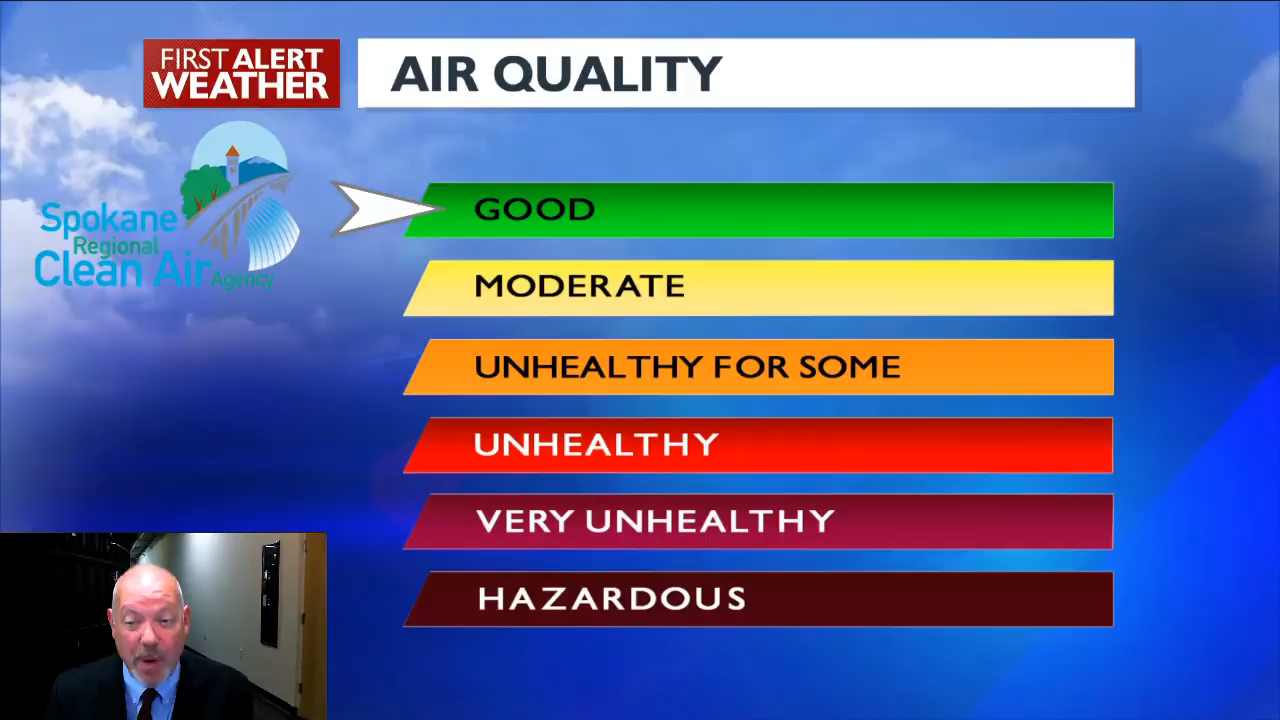 FIRST ALERT
WEATHER
AIR QUALITY
Spokane
Regional
Clean Air
Agency
GOOD
MODERATE
UNHEALTHY FOR SOME
UNHEALTHY
VERY UNHEALTHY
HAZARDOUS